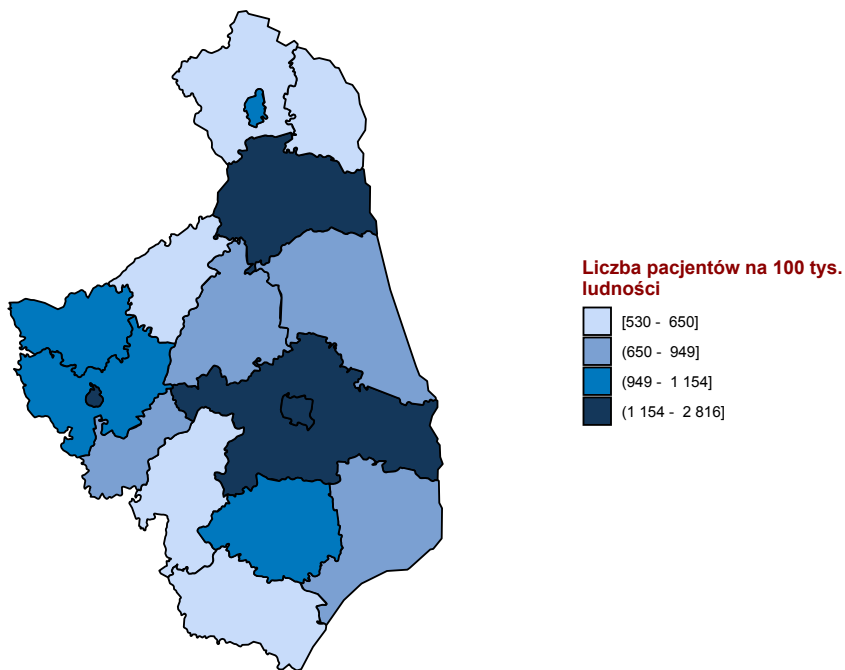 Liczba pacjentów na 100 tys.
ludności
[530 - 650]
(650 - 949]
(949 - 1 154]
(1 154 - 2 816]